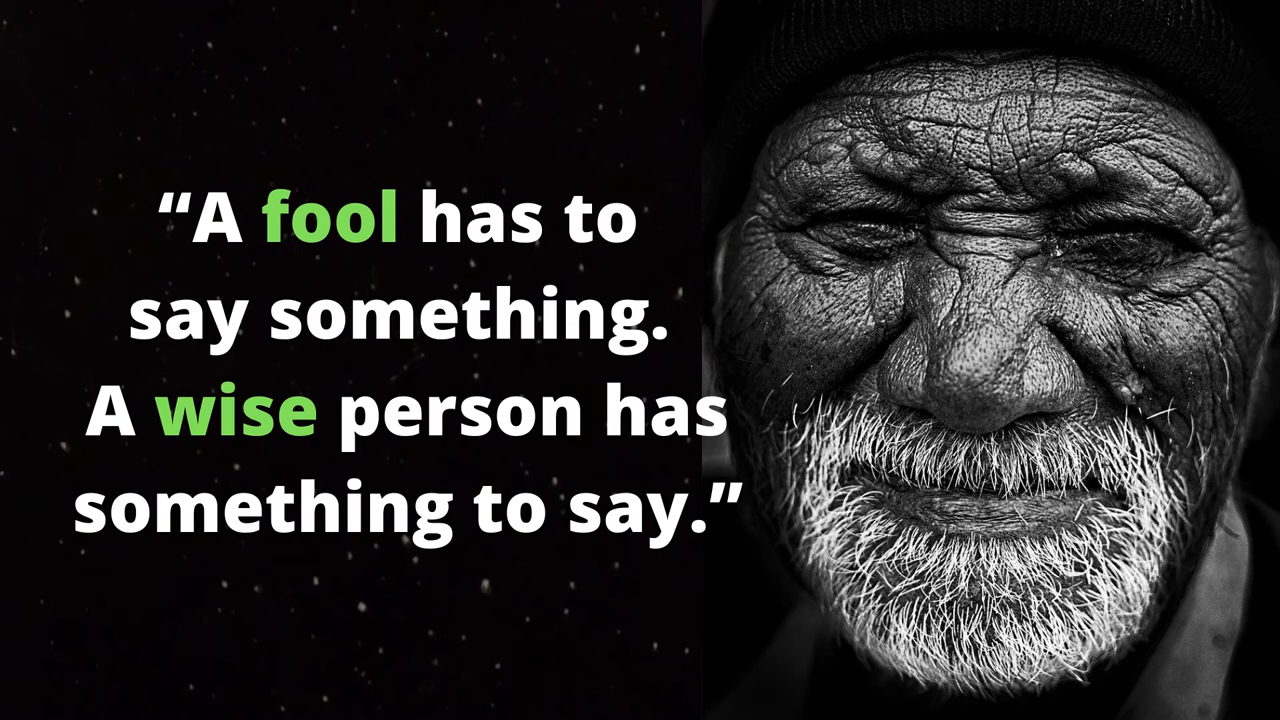 “A fool has to
say something.
A wise person has
something to say.”